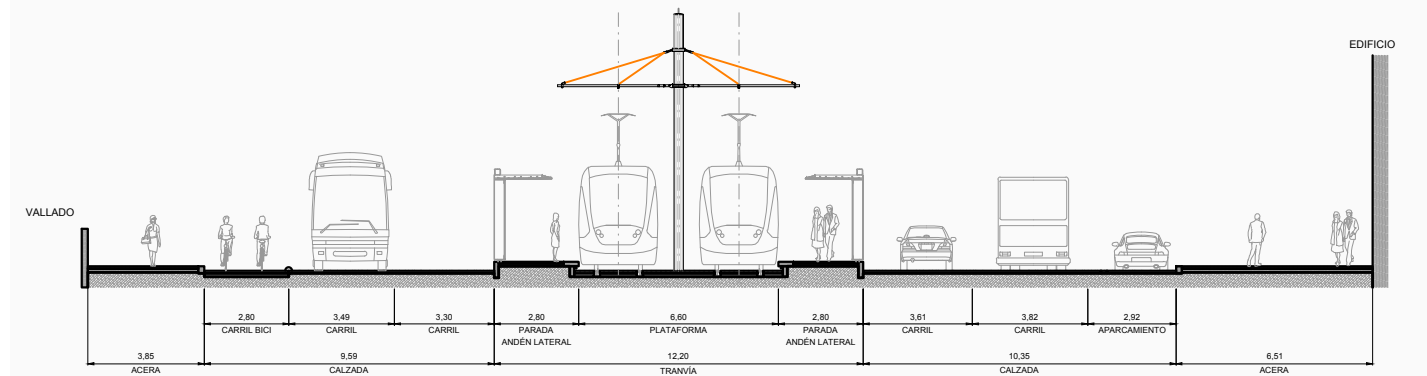 EDIFICIO
VALLADO
2,80 3,49 3,30 2,80 6,60 2,80 3,61 3,82 2,92
CARRIL BICI CARRIL CARRIL PARADA PLATAFORMA PARADA CARRIL CARRIL APARCAMIENTO
ANDÉN LATERAL ANDÉN LATERAL
3,85 9,59 12,20 10,35 6,51
ACERA CALZADA TRANVÍA CALZADA ACERA